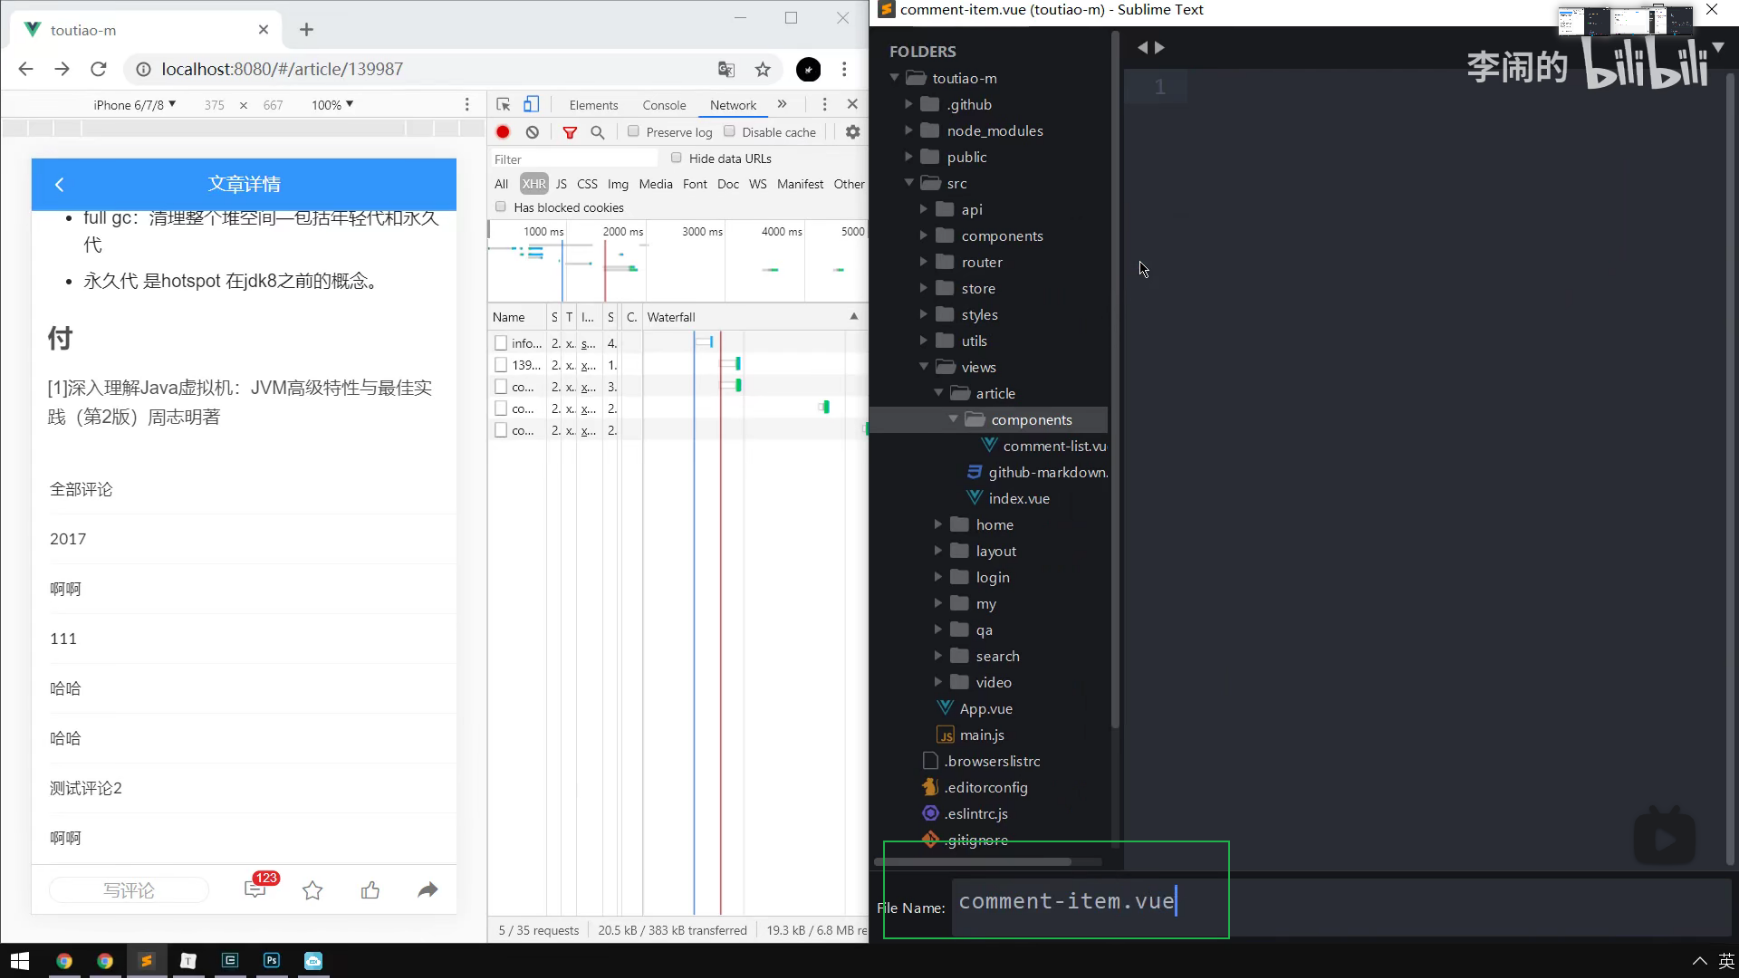 toutiao-m
localhost:8080/#/article/139987
iPhone 6/7/8 ▼ 375 × 667 100% ▼
文章详情
full gc：清理整个堆空间—包括年轻代和永久
代
永久代 是hotspot 在jdk8之前的概念。
付
[1]深入理解Java虚拟机：JVM高级特性与最佳实
践（第2版）周志明著
全部评论
2017
啊啊
111
哈哈
哈哈
测试评论2
啊啊
写评论
123
Elements Console Network »
Preserve log Disable cache
Filter Hide data URLs
All XHR JS CSS Img Media Font Doc WS Manifest Other
Has blocked cookies
1000 ms 2000 ms 3000 ms 4000 ms 5000
Name S T I... S C. Waterfall
info... 2. x. s... 4.
139... 2. x. x... 1.
co... 2. x. x... 3.
co... 2. x. x... 2.
co... 2. x. x... 2.
5 / 35 requests 20.5 kB / 383 kB transferred 19.3 kB / 6.8 MB re
comment-item.vue (toutiao-m) - Sublime Text
李闹的 bilibili
FOLDERS
toutiao-m
.github
node_modules
public
src
api
components
router
store
styles
utils
views
article
components
comment-list.vu
github-markdown.
index.vue
home
layout
login
my
qa
search
video
App.vue
main.js
.browserslistrc
.editorconfig
.eslintrc.js
.gitignore
1
File Name: comment-item.vue
英